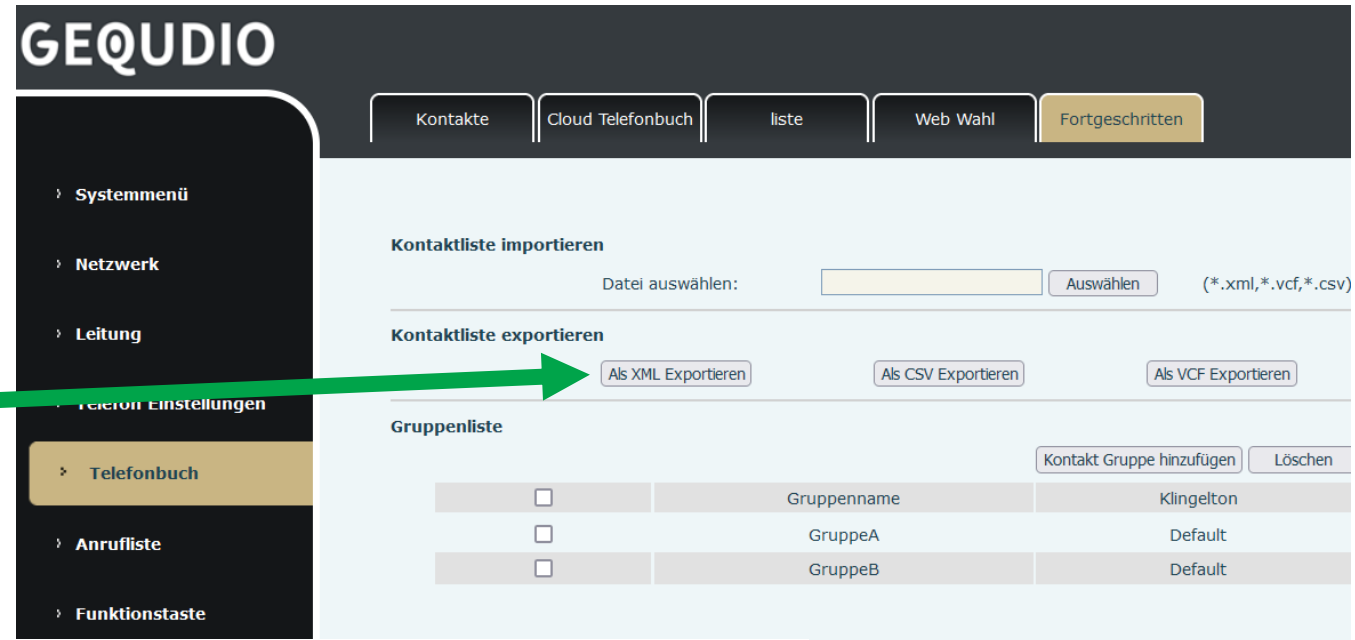 GEQUDIO
Kontakte Cloud Telefonbuch liste Web Wahl Fortgeschritten
Systemmenü
Netzwerk
Leitung
Telefon Einstellungen
Telefonbuch
Anrufliste
Funktionstaste
Kontaktliste importieren
Datei auswählen: Auswählen (*.xml,*.vcf,*.csv)
Kontaktliste exportieren
Als XML Exportieren Als CSV Exportieren Als VCF Exportieren
Gruppenliste
Kontakt Gruppe hinzufügen Löschen
Gruppenname Klingelton
GruppeA Default
GruppeB Default